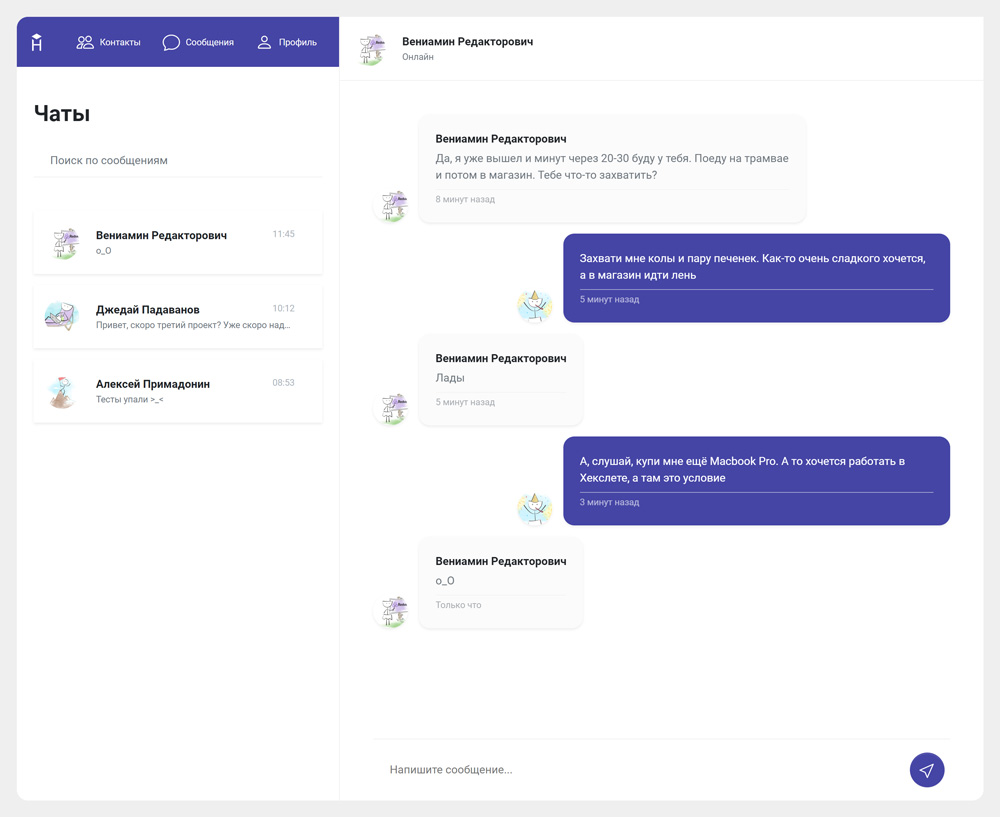 Контакты
Сообщения
Профиль
Чаты
Поиск по сообщениям
Вениамин Редакторович
11:45
o_O
Джедай Падаванов
10:12
Привет, скоро третий проект? Уже скоро над...
Алексей Примадонин
08:53
Тесты упали >_<
Вениамин Редакторович
Онлайн
Вениамин Редакторович
Да, я уже вышел и минут через 20-30 буду у тебя. Поеду на трамвае
и потом в магазин. Тебе что-то захватить?
8 минут назад
Захвати мне колы и пару печенек. Как-то очень сладкого хочется,
а в магазин идти лень
5 минут назад
Вениамин Редакторович
Лады
5 минут назад
А, слушай, купи мне ещё Macbook Pro. А то хочется работать в
Хекслете, а там это условие
3 минут назад
Вениамин Редакторович
o_O
Только что
Напишите сообщение...